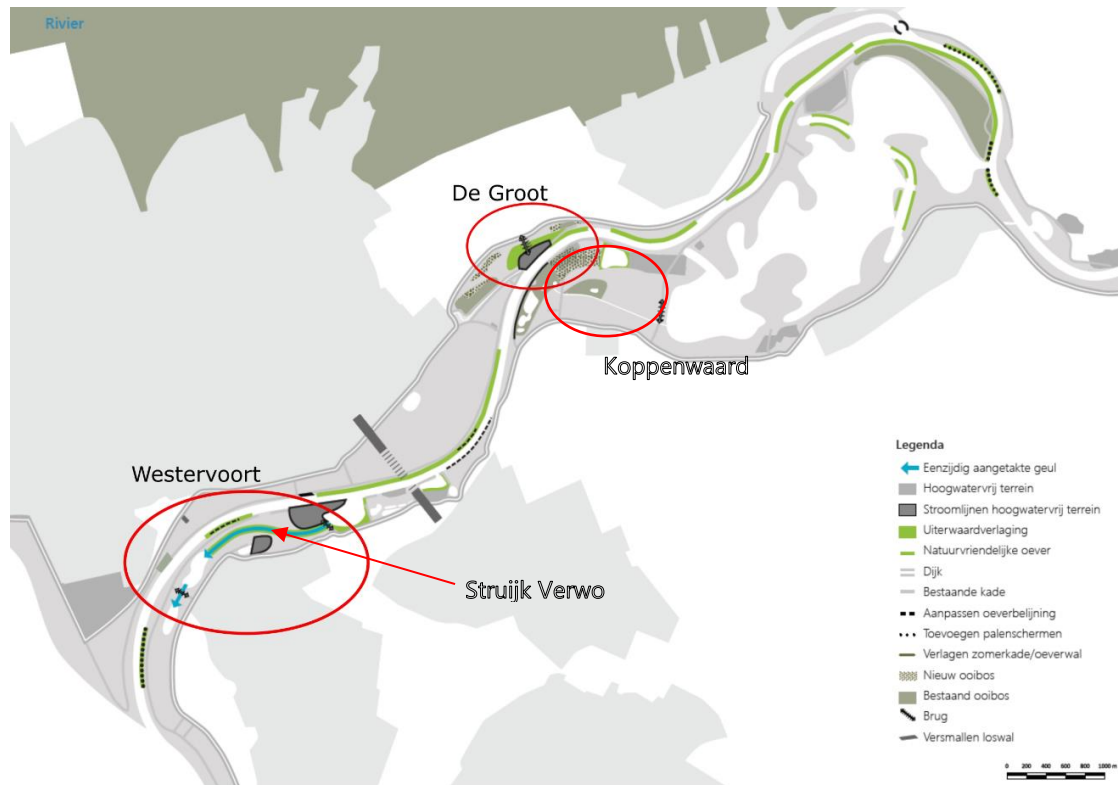 Rivier
De Groot
Koppenwaard
Westervoort
Struijk Verwo
Legenda
Eenzijdig aangetakte geul
Hoogwatervrij terrein
Stroomlijnen hoogwatervrij terrein
Uiterwaardverlaging
Natuurvriendelijke oever
Dijk
Bestaande kade
Aanpassen oeverbelijning
Toevoegen palenschermen
Verlagen zomerkade/oeverwal
Nieuw ooibos
Bestaand ooibos
Brug
Versmallen loswal
0 200 400 600 800 1000 m